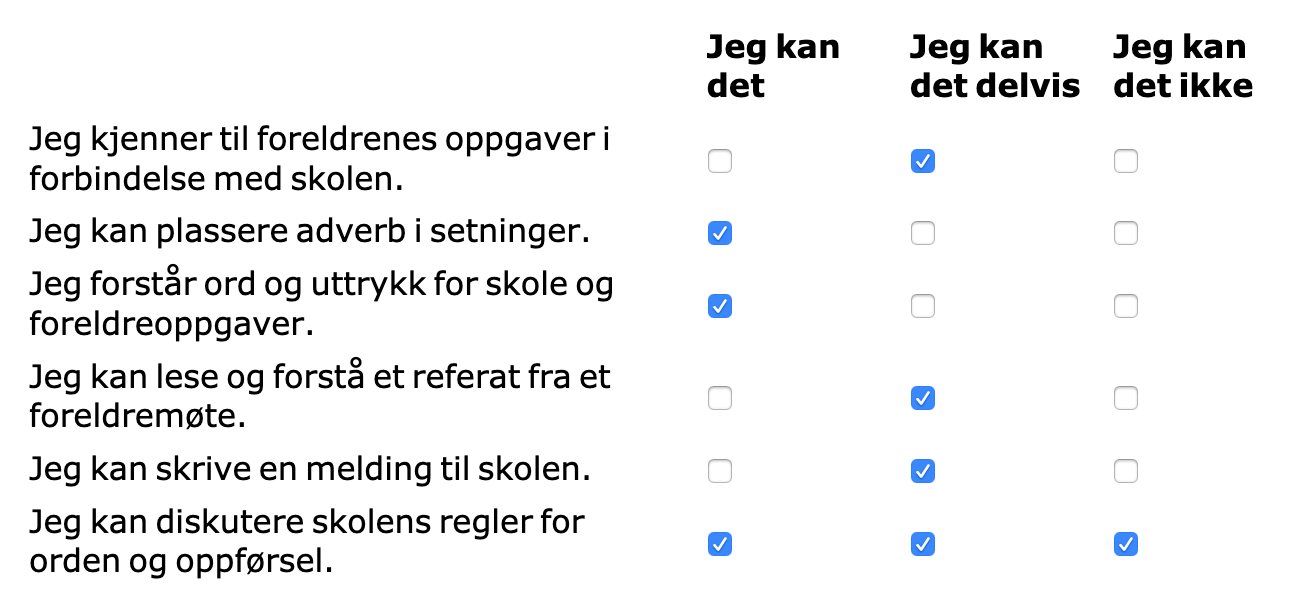 Jeg kan det
Jeg kan det delvis
Jeg kan det ikke
Jeg kjenner til foreldrenes oppgaver i
forbindelse med skolen.
Jeg kan plassere adverb i setninger.
Jeg forstår ord og uttrykk for skole og
foreldreoppgaver.
Jeg kan lese og forstå et referat fra et
foreldremøte.
Jeg kan skrive en melding til skolen.
Jeg kan diskutere skolens regler for
orden og oppførsel.